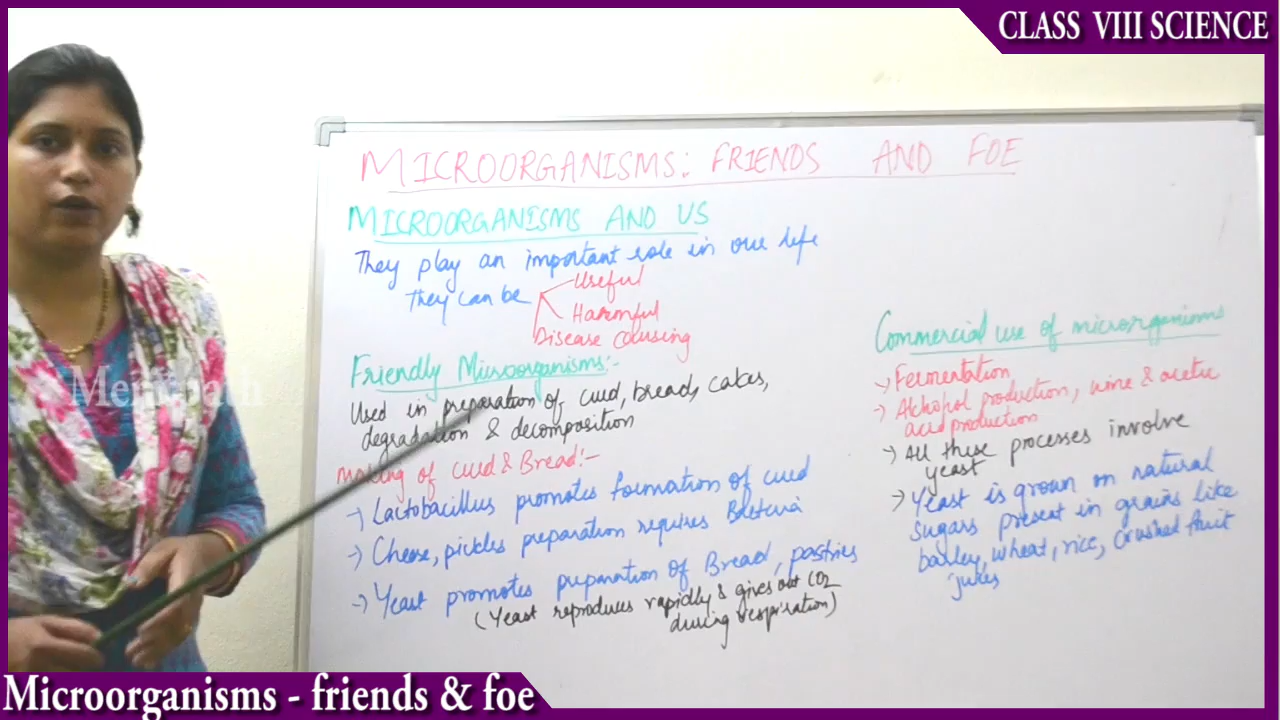 CLASS VIII SCIENCE
MICROORGANISMS: FRIENDS AND FOE
MICROORGANISMS AND US
They play an important role in our life
They can be
Useful
Harmful
Disease causing
Friendly Microorganisms:-
Used in preparation of curd, bread, cakes,
degradation & decomposition
Making of curd & Bread:-
→ Lactobacillus promotes formation of curd
→ Cheese, pickles preparation requires Bacteria
→ Yeast promotes preparation of Bread, pastries
(Yeast reproduces rapidly & gives out CO2
during respiration)
Commercial use of microorganisms
→ Fermentation
→ Alchohol production, wine & acetic
acid production
→ All these processes involve
yeast
→ Yeast is grown on natural
sugars present in grains like
barley, wheat, rice, crushed fruit
juices
Microorganisms - friends & foe